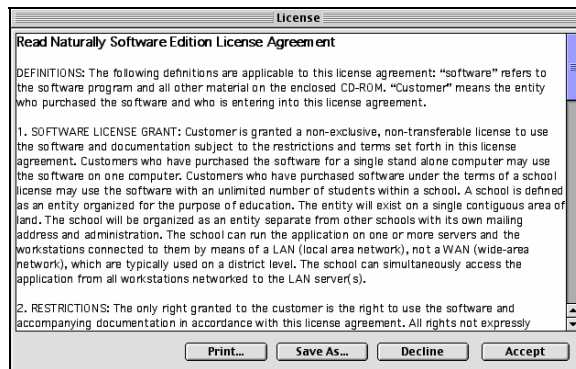 License
Read Naturally Software Edition License Agreement
DEFINITIONS: The following definitions are applicable to this license agreement: “software” refers to
the software program and all other material on the enclosed CD-ROM. “Customer” means the entity
who purchased the software and who is entering into this license agreement.
1. SOFTWARE LICENSE GRANT: Customer is granted a non-exclusive, non-transferable license to use
the software and documentation subject to the restrictions and terms set forth in this license
agreement. Customers who have purchased the software for a single stand alone computer may use
the software on one computer. Customers who have purchased software under the terms of a school
license may use the software with an unlimited number of students within a school. A school is defined
as an entity organized for the purpose of education. The entity will exist on a single contiguous area of
land. The school will be organized as an entity separate from other schools with its own mailing
address and administration. The school can run the application on one or more servers and the
workstations connected to them by means of a LAN (local area network), not a WAN (wide-area
network), which are typically used on a district level. The school can simultaneously access the
application from all workstations networked to the LAN server(s).
2. RESTRICTIONS: The only right granted to the customer is the right to use the software and
accompanying documentation in accordance with this license agreement. All rights not expressly
Print... Save As... Decline Accept